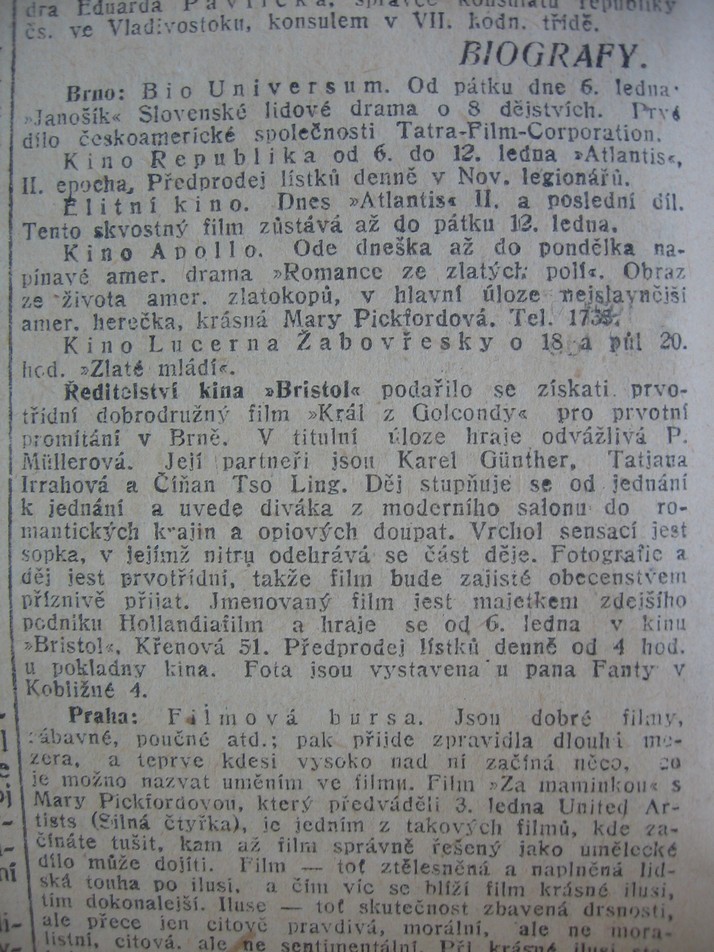 dra Eduarda Pavlíčka, správce konsulátu republiky
čs. ve Vladivostoku, konsulem v VII. hodn. třídě.
BIOGRAFY.
Brno: Bio Universum. Od pátku dne 6. ledna
»Janošík« Slovenské lidové drama o 8 dějstvích. Prvé
dílo českoamerické společnosti Tatra-Film-Corporation.
Kino Republika od 6. do 12. ledna »Atlantis«,
II. epocha, Předprodej lístků denně v Nov. legionářů.
Elitní kino. Dnes »Atlantis« II. a poslední díl.
Tento skvostný film zůstává až do pátku 12. ledna.
Kino Apollo. Ode dneška až do pondělka na-
pínavé amer. drama »Romance ze zlatých polí«. Obraz
ze života amer. zlatokopů, v hlavní úloze nejslavnější
amer. herečka, krásná Mary Pickfordová. Tel.
Kino Lucerna Žabovřesky o 18 a půl 20.
hod. »Zlaté mládí«.
Ředitelství kina »Bristol« podařilo se získati prvo-
třídní dobrodružný film »Král z Golcondy« pro prvotní
promítání v Brně. V titulní úloze hraje odvážlivá P.
Müllerová. Její partneři jsou Karel Günther, Tatjana
Irrahová a Číňan Tso Ling. Děj stupňuje se od jednání
k jednání a uvede diváka z moderního salonu do ro-
mantických krajin a opiových doupat. Vrchol sensací jest
sopka, v jejímž nitru odehrává se část děje. Fotografie a
děj jest prvotřídní, takže film bude zajisté obecenstvem
příznivě přijat. Jmenovaný film jest majetkem zdejšího
podniku Hollandiafilm a hraje se od 6. ledna v kinu
»Bristol«, Křenová 51. Předprodej lístků denně od 4 hod.
u pokladny kina. Fota jsou vystavena u pana Fanty v
Kobližné 4.
Praha: Filmová bursa. Jsou dobré filmy,
zábavné, poučné atd.; pak přijde zpravidla dlouhá me-
zera, a teprve kdesi vysoko nad ní začíná něco, co
je možno nazvat uměním ve filmu. Film »Za maminkou« s
Mary Pickfordovou, který předváděli 3. ledna United Ar-
tists (Silná čtyřka), je jedním z takových filmů, kde za-
čínáte tušit, kam až film správně řešený jako umělecké
dílo může dojíti. Film — toť ztělesněná a naplněná lid-
ská touha po ilusi, a čím víc se blíží film krásné ilusi,
tím dokonalejší. Iluse — toť skutečnost zbavená drsnosti,
ale přece jen citově pravdivá, morální, ale ne mora-
listní, citová, ale ne sentimentální. Při krásné ilusi